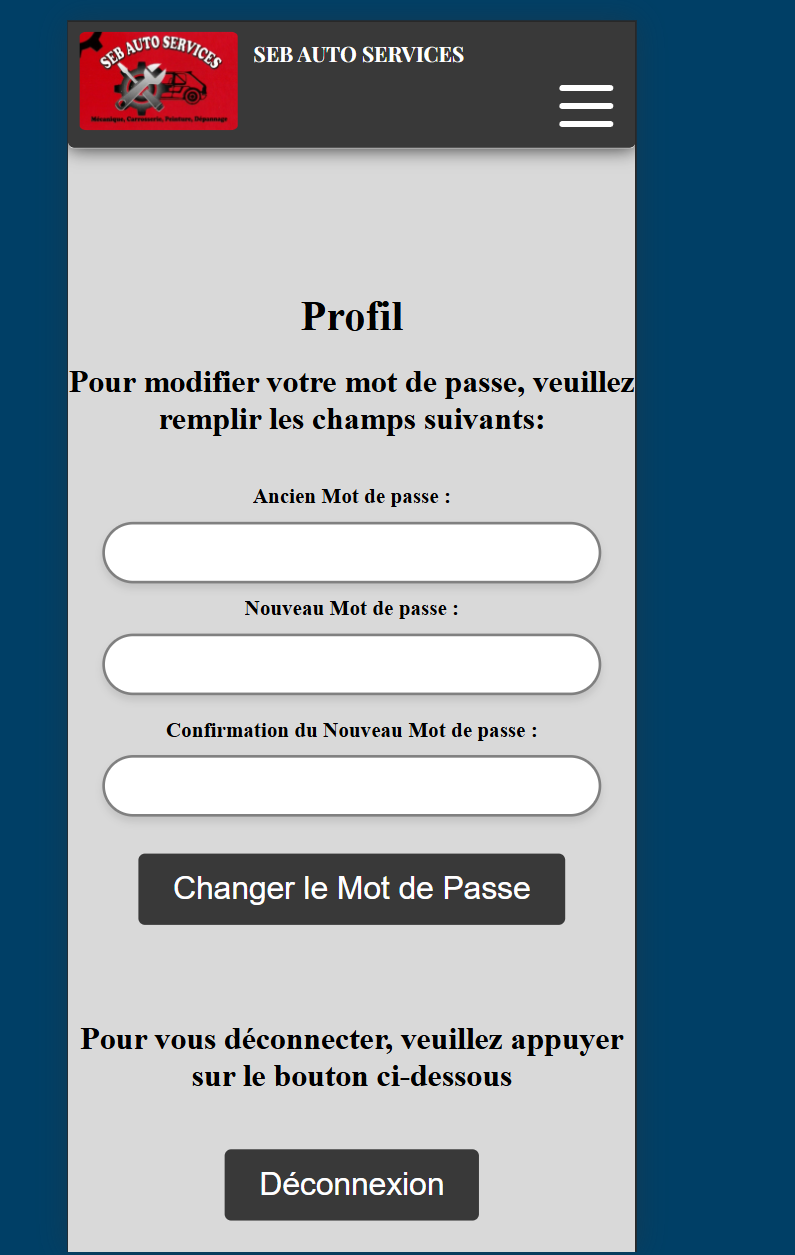 SEB AUTO SERVICES
Mécanique, Carrosserie, Peinture, Dépannage
SEB AUTO SERVICES
Profil
Pour modifier votre mot de passe, veuillez
remplir les champs suivants:
Ancien Mot de passe :
Nouveau Mot de passe :
Confirmation du Nouveau Mot de passe :
Changer le Mot de Passe
Pour vous déconnecter, veuillez appuyer
sur le bouton ci-dessous
Déconnexion